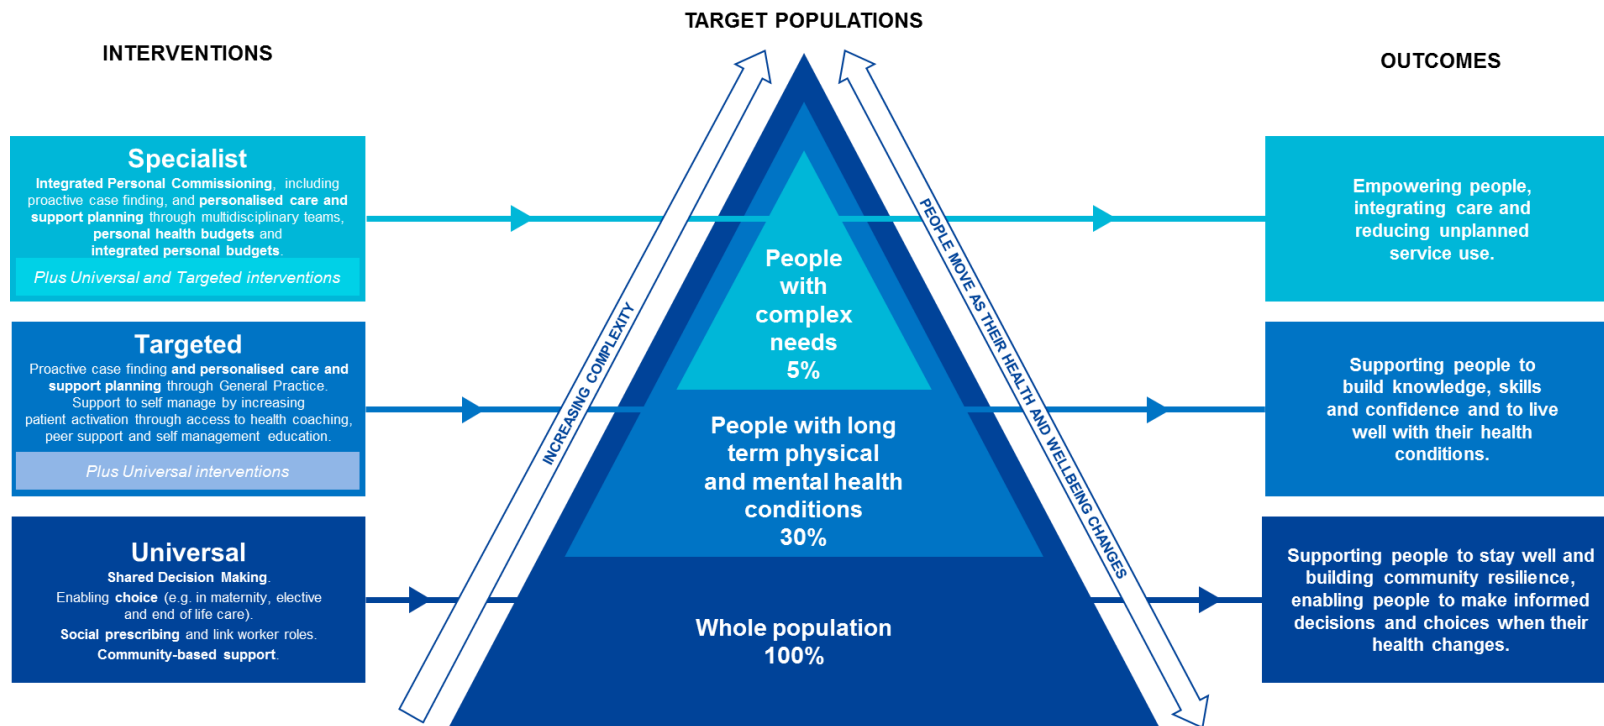 TARGET POPULATIONS
INTERVENTIONS
OUTCOMES
Specialist
Integrated Personal Commissioning, including
proactive case finding, and personalised care and
support planning through multidisciplinary teams,
personal health budgets and
integrated personal budgets.
Plus Universal and Targeted interventions
Targeted
Proactive case finding and personalised care and
support planning through General Practice.
Support to self manage by increasing
patient activation through access to health coaching,
peer support and self management education.
Plus Universal interventions
Universal
Shared Decision Making.
Enabling choice (e.g. in maternity, elective
and end of life care).
Social prescribing and link worker roles.
Community-based support.
INCREASING COMPLEXITY
People
with
complex
needs
5%
People with long
term physical
and mental health
conditions
30%
Whole population
100%
PEOPLE MOVE AS THEIR HEALTH AND WELLBEING CHANGES
Empowering people,
integrating care and
reducing unplanned
service use.
Supporting people to
build knowledge, skills
and confidence and to live
well with their health
conditions.
Supporting people to stay well and
building community resilience,
enabling people to make informed
decisions and choices when their
health changes.